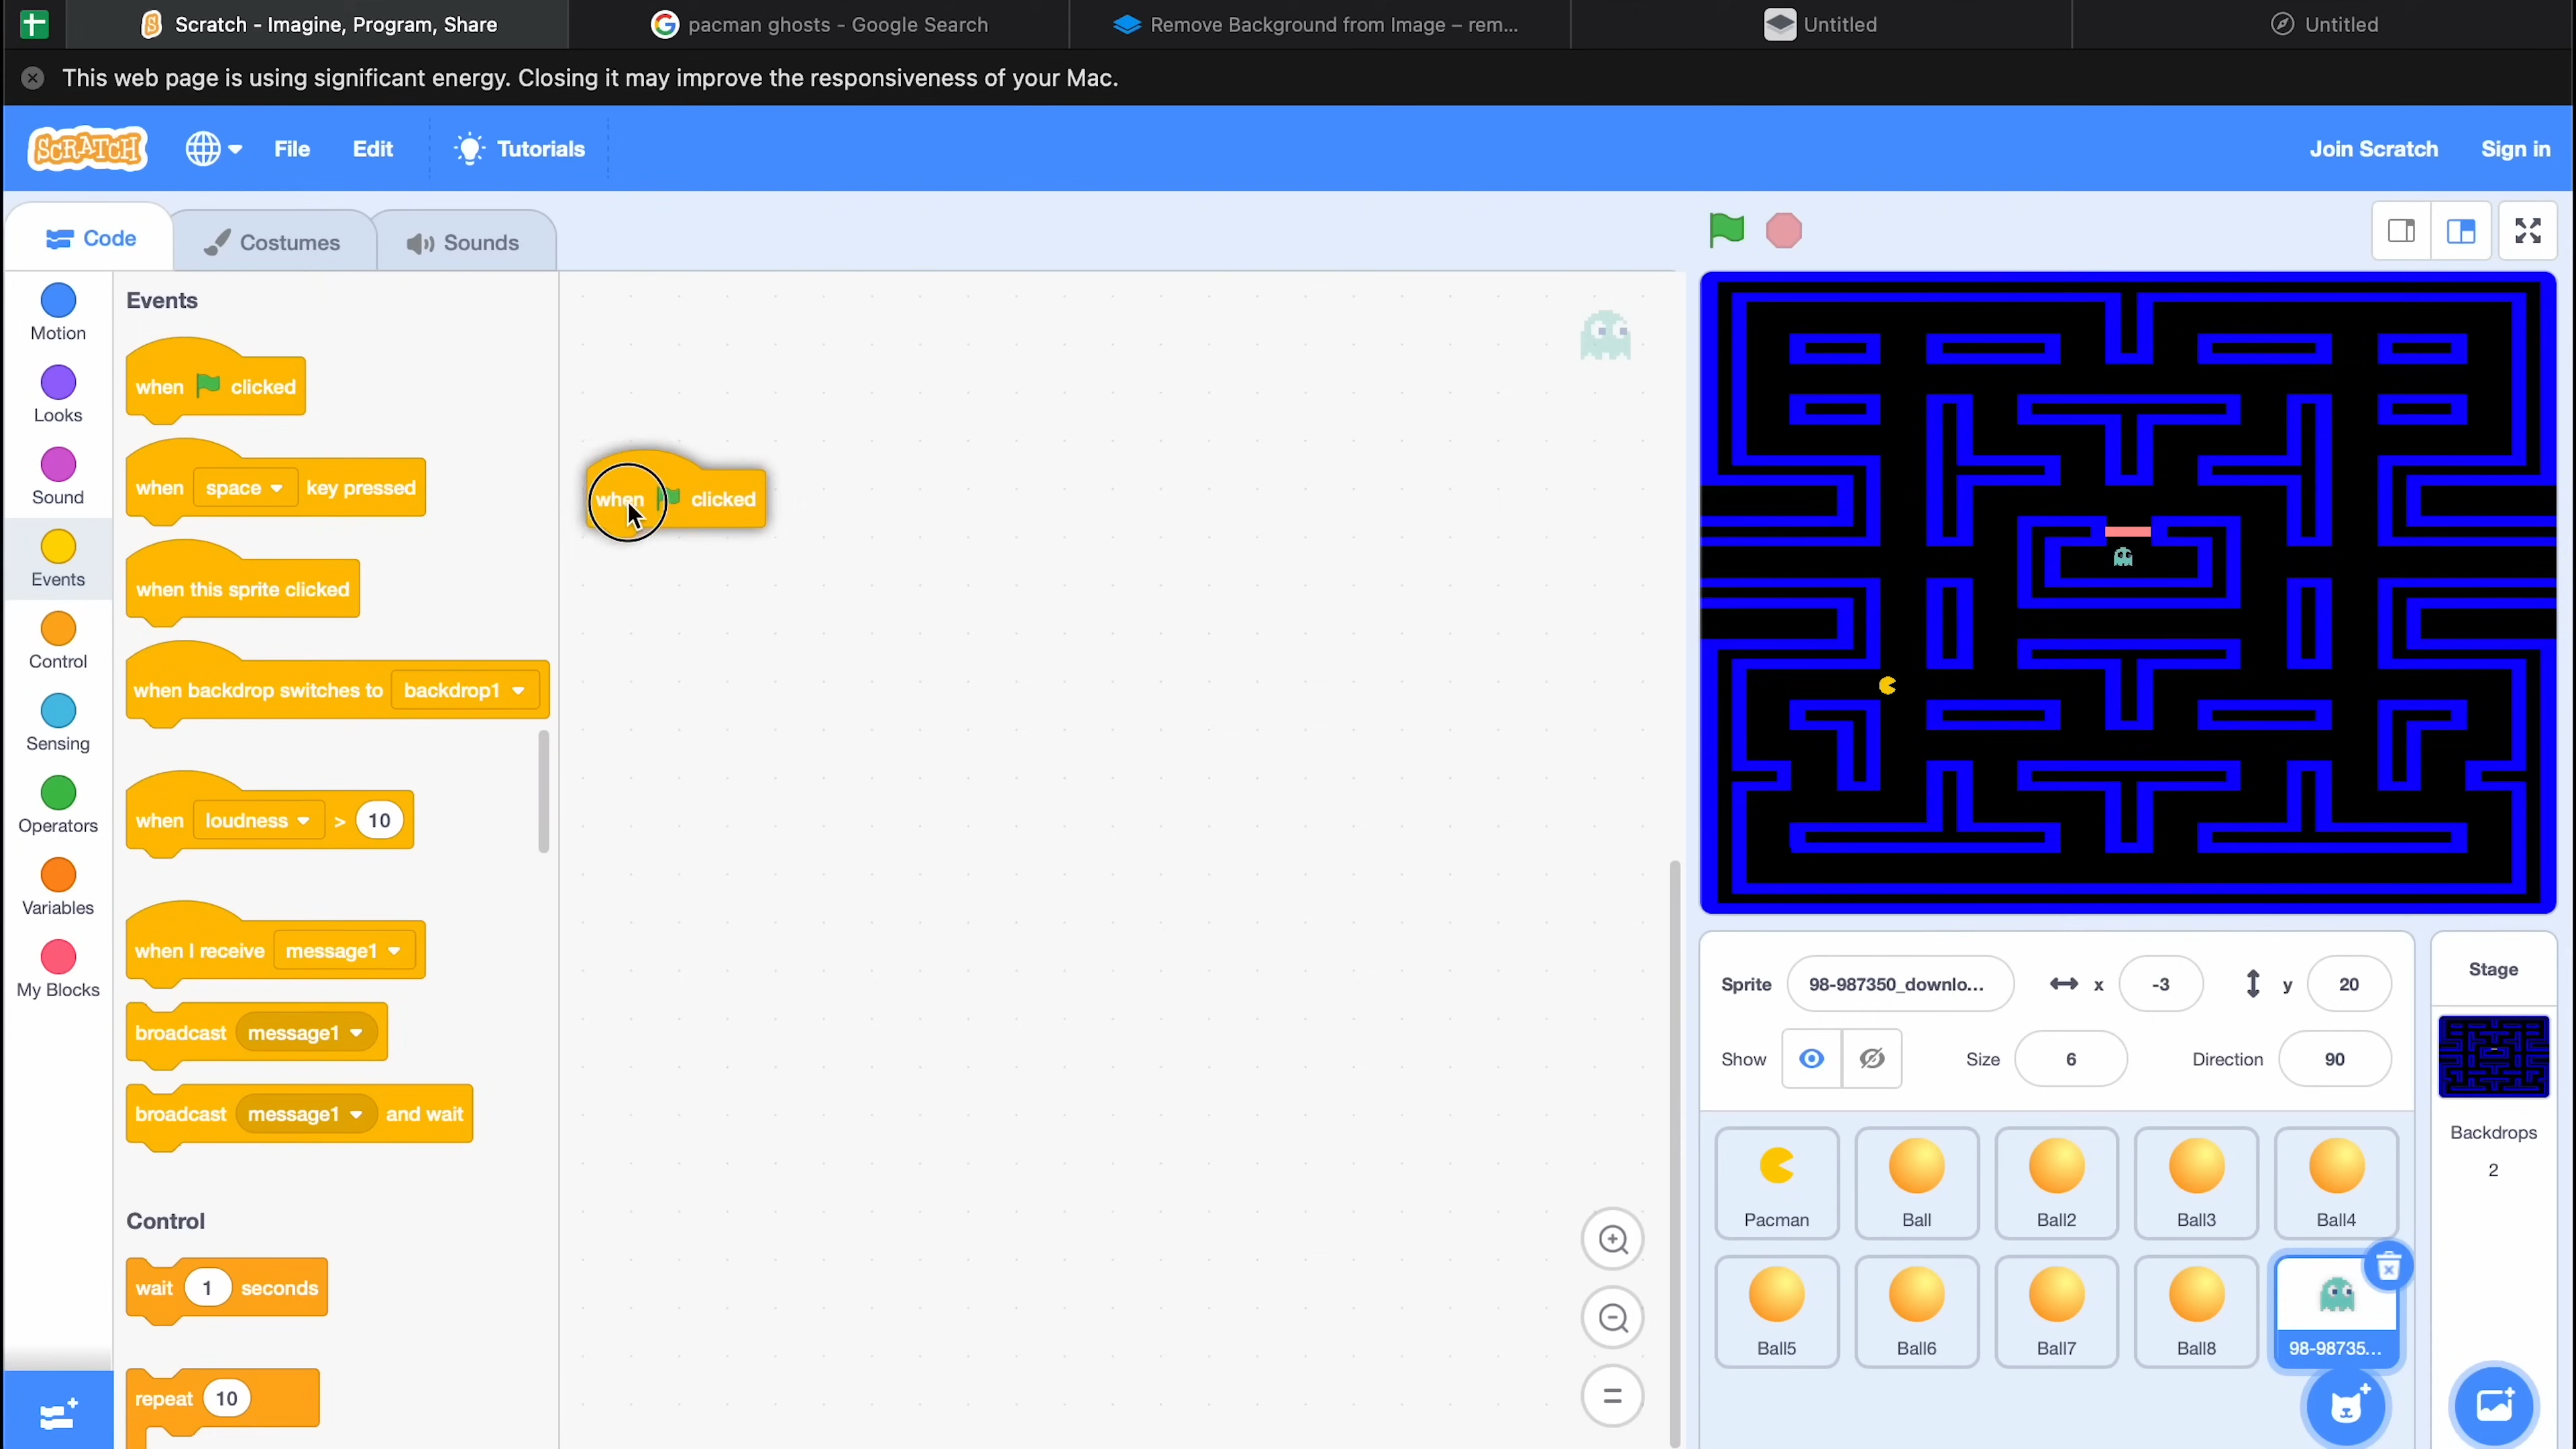 Scratch - Imagine, Program, Share
pacman ghosts - Google Search
Remove Background from Image – rem...
Untitled
Untitled
This web page is using significant energy. Closing it may improve the responsiveness of your Mac.
SCRATCH
File
Edit
Tutorials
Join Scratch
Sign in
Code
Costumes
Sounds
Motion
Looks
Sound
Events
Control
Sensing
Operators
Variables
My Blocks
Events
when clicked
when space key pressed
when this sprite clicked
when backdrop switches to backdrop1
when loudness > 10
when I receive message1
broadcast message1
broadcast message1 and wait
Control
wait 1 seconds
repeat 10
when clicked
Sprite 98-987350_downlo... x -3 y 20
Show Size 6 Direction 90
Pacman
Ball
Ball2
Ball3
Ball4
Ball5
Ball6
Ball7
Ball8
98-98735...
Stage
Backdrops
2